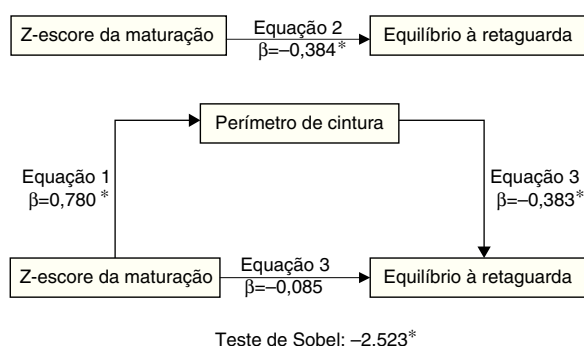 Z-escore da maturação
Equação 2
β=–0,384*
Equilíbrio à retaguarda
Perímetro de cintura
Equação 1
β=0,780*
Equação 3
β=–0,383*
Z-escore da maturação
Equação 3
β=–0,085
Equilíbrio à retaguarda
Teste de Sobel: –2,523*